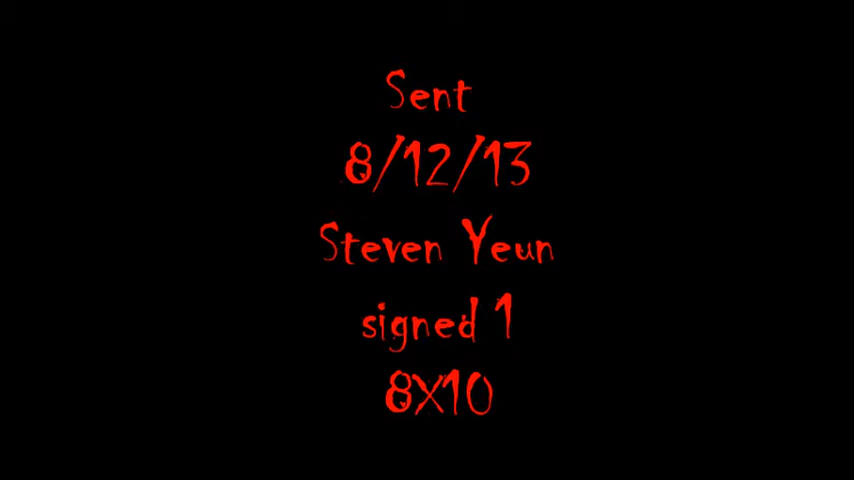 Sent
8/12/13
Steven Yeun
signed 1
8X10